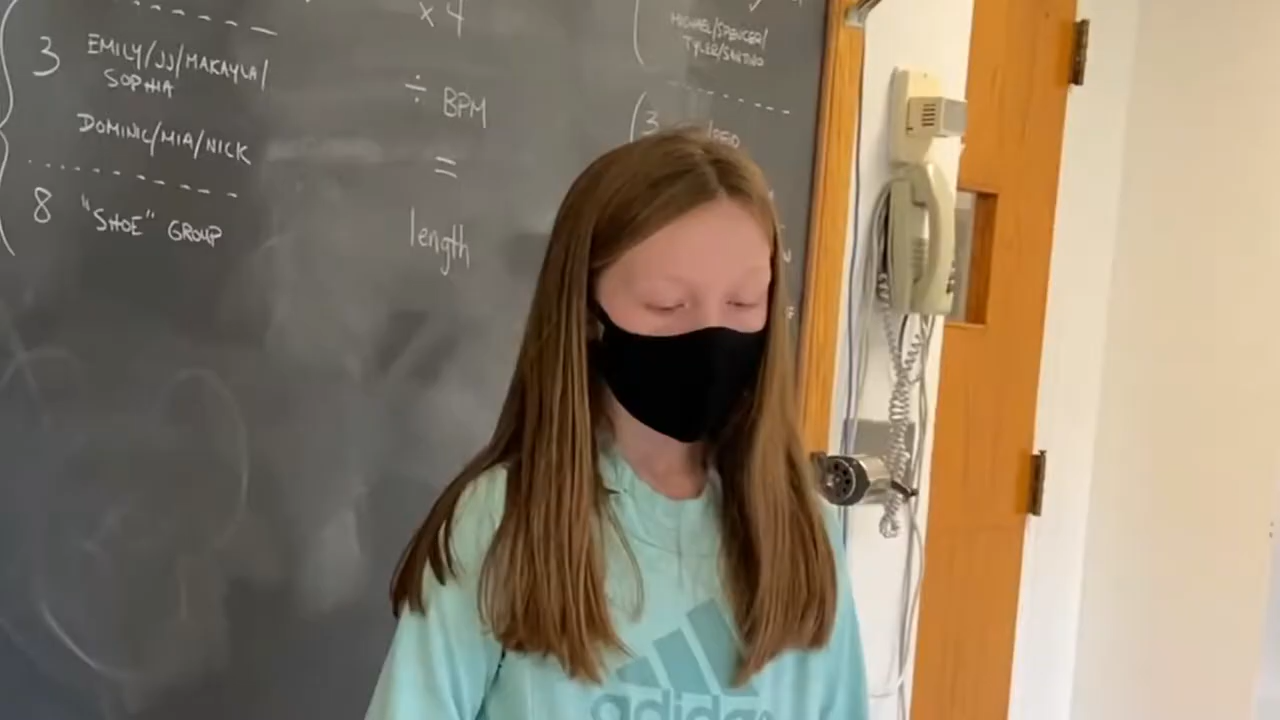 3 EMILY/JJ/MAKAYLA/
SOPHIA
DOMINIC/MIA/NICK
8 "SHOE" GROUP
x 4
÷ BPM
=
length
MICHAEL/SPENCER/
TYLER/SANTINO
3
adidas